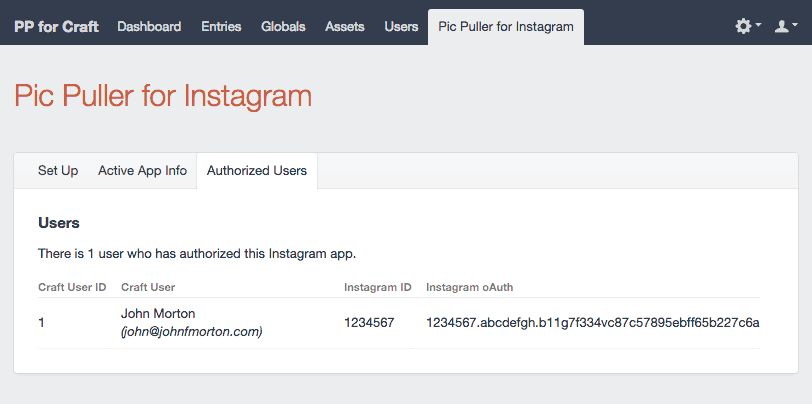 PP for Craft Dashboard Entries Globals Assets Users Pic Puller for Instagram
Pic Puller for Instagram
Set Up Active App Info Authorized Users
Users
There is 1 user who has authorized this Instagram app.
Craft User ID Craft User Instagram ID Instagram oAuth
1 John Morton 1234567 1234567.abcdefgh.b11g7f334vc87c57895ebff65b227c6a
(john@johnfmorton.com)